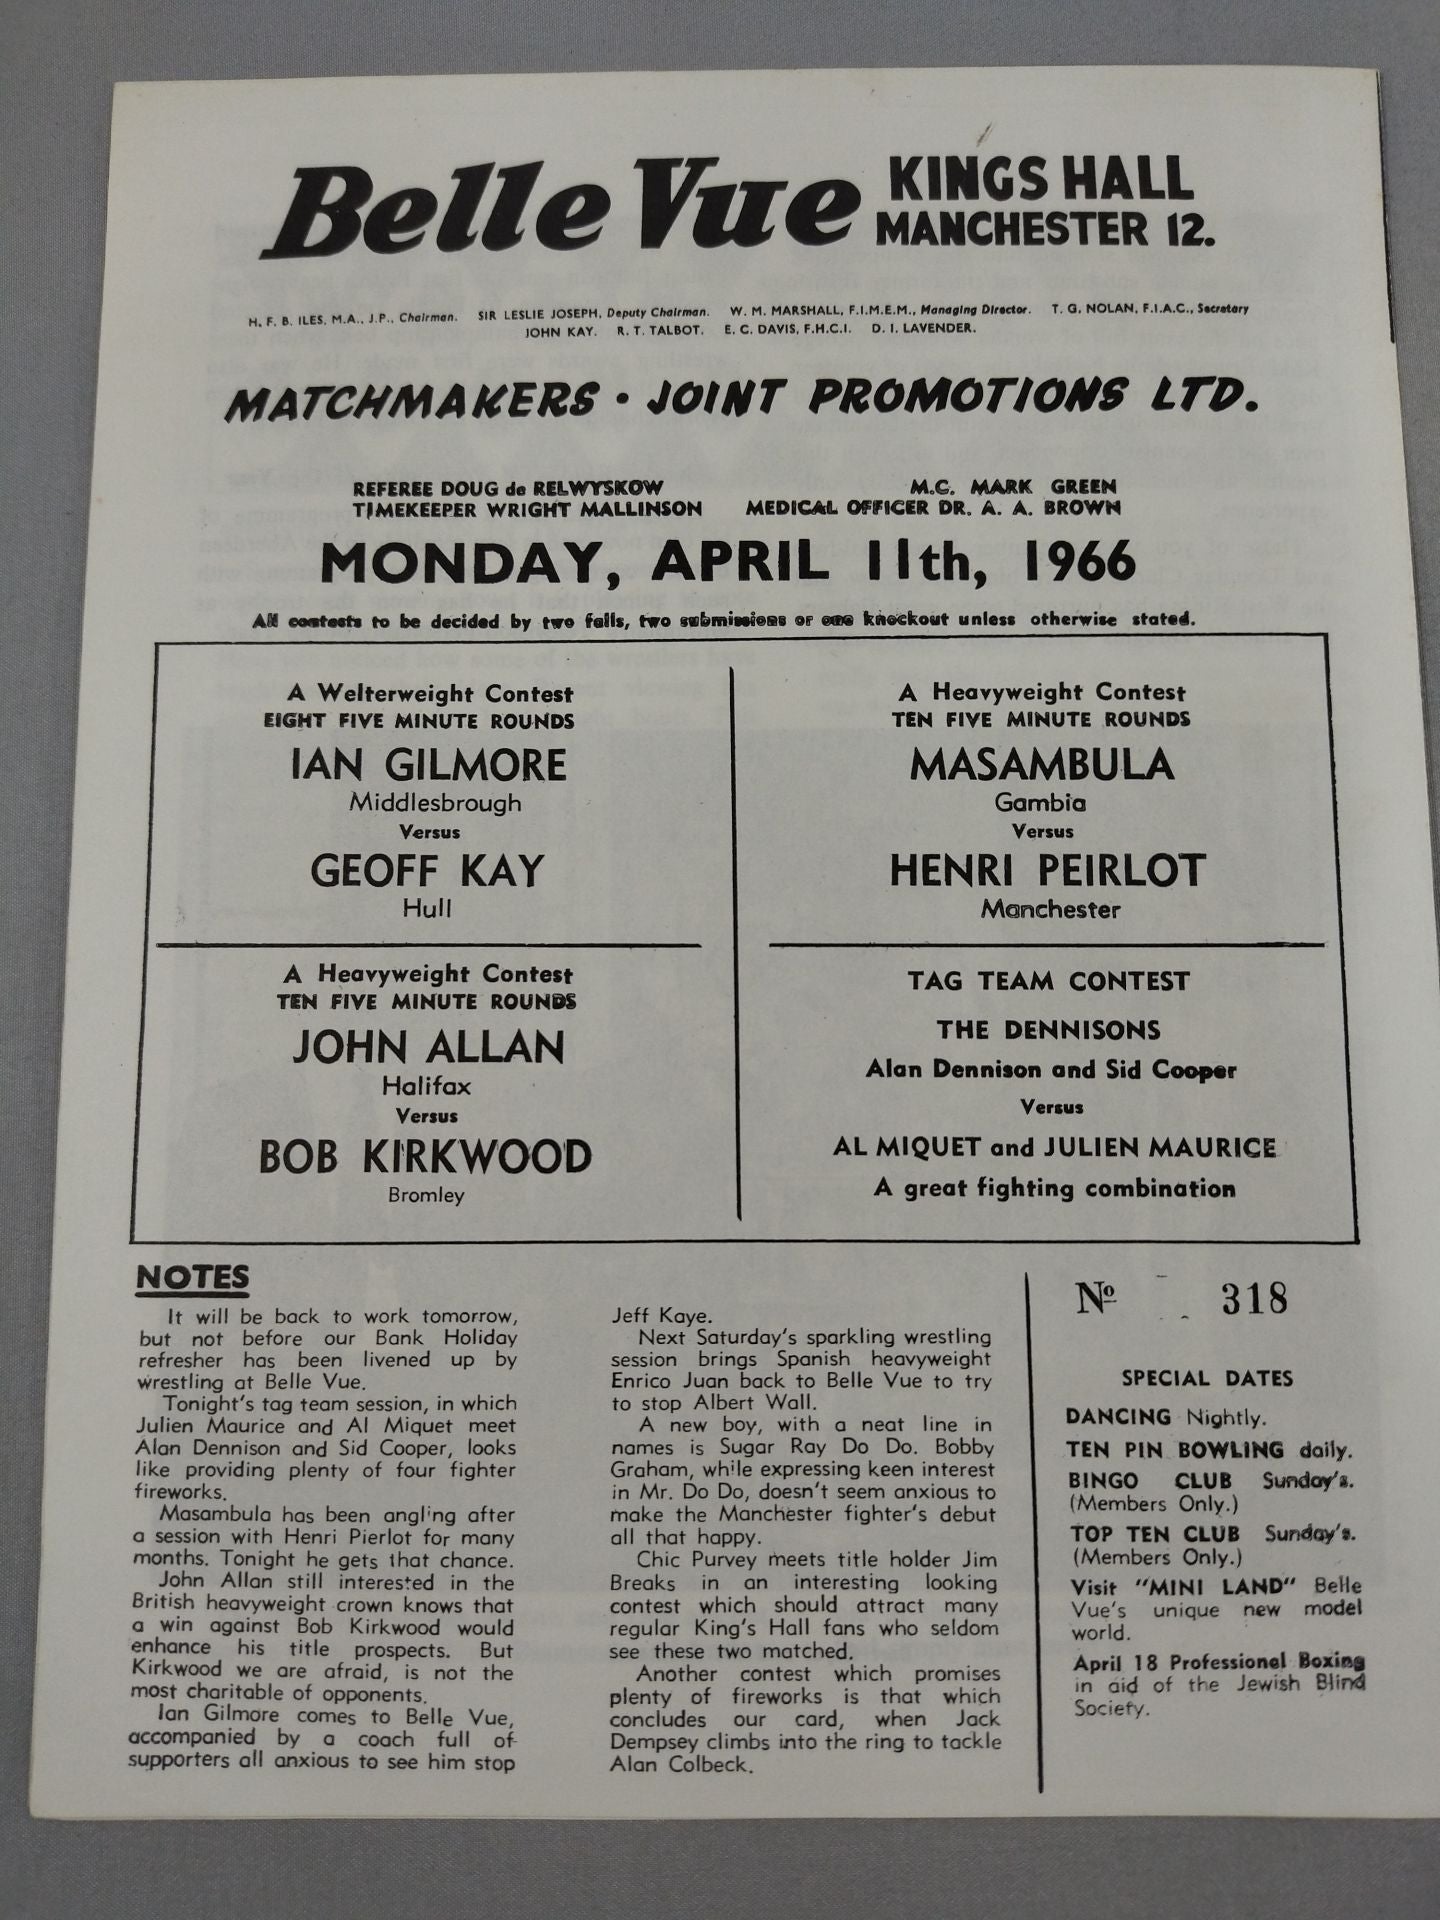 Belle Vue KINGS HALL
MANCHESTER 12.
H. F. B. ILES, M.A., J.P., Chairman. SIR LESLIE JOSEPH, Deputy Chairman. W. M. MARSHALL, F.I.M.E.M., Managing Director. T. G. NOLAN, F.I.A.C., Secretary
JOHN KAY. R. T. TALBOT. E. C. DAVIS, F.H.C.I. D. I. LAVENDER.
MATCHMAKERS · JOINT PROMOTIONS LTD.
REFEREE DOUG de RELWYSKOW M.C. MARK GREEN
TIMEKEEPER WRIGHT MALLINSON MEDICAL OFFICER DR. A. A. BROWN
MONDAY, APRIL 11th, 1966
All contests to be decided by two falls, two submissions or one knockout unless otherwise stated.
A Welterweight Contest
EIGHT FIVE MINUTE ROUNDS
IAN GILMORE
Middlesbrough
Versus
GEOFF KAY
Hull
A Heavyweight Contest
TEN FIVE MINUTE ROUNDS
JOHN ALLAN
Halifax
Versus
BOB KIRKWOOD
Bromley
A Heavyweight Contest
TEN FIVE MINUTE ROUNDS
MASAMBULA
Gambia
Versus
HENRI PEIRLOT
Manchester
TAG TEAM CONTEST
THE DENNISONS
Alan Dennison and Sid Cooper
Versus
AL MIQUET and JULIEN MAURICE
A great fighting combination
NOTES
It will be back to work tomorrow,
but not before our Bank Holiday
refresher has been livened up by
wrestling at Belle Vue.
Tonight's tag team session, in which
Julien Maurice and Al Miquet meet
Alan Dennison and Sid Cooper, looks
like providing plenty of four fighter
fireworks.
Masambula has been angling after
a session with Henri Pierlot for many
months. Tonight he gets that chance.
John Allan still interested in the
British heavyweight crown knows that
a win against Bob Kirkwood would
enhance his title prospects. But
Kirkwood we are afraid, is not the
most charitable of opponents.
Ian Gilmore comes to Belle Vue,
accompanied by a coach full of
supporters all anxious to see him stop
Jeff Kaye.
Next Saturday's sparkling wrestling
session brings Spanish heavyweight
Enrico Juan back to Belle Vue to try
to stop Albert Wall.
A new boy, with a neat line in
names is Sugar Ray Do Do. Bobby
Graham, while expressing keen interest
in Mr. Do Do, doesn't seem anxious to
make the Manchester fighter's debut
all that happy.
Chic Purvey meets title holder Jim
Breaks in an interesting looking
contest which should attract many
regular King's Hall fans who seldom
see these two matched.
Another contest which promises
plenty of fireworks is that which
concludes our card, when Jack
Dempsey climbs into the ring to tackle
Alan Colbeck.
Nº 318
SPECIAL DATES
DANCING Nightly.
TEN PIN BOWLING daily.
BINGO CLUB Sunday's.
(Members Only.)
TOP TEN CLUB Sunday's.
(Members Only.)
Visit "MINI LAND" Belle
Vue's unique new model
world.
April 18 Professional Boxing
in aid of the Jewish Blind
Society.